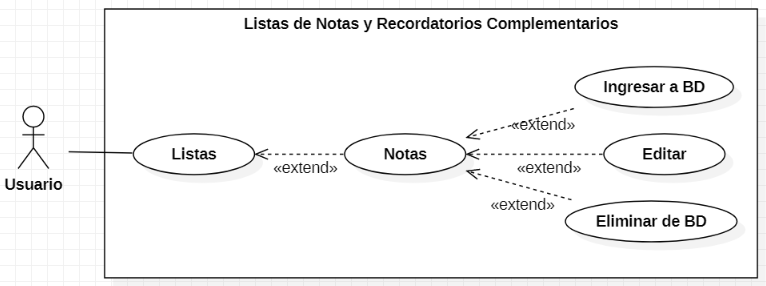 Listas de Notas y Recordatorios Complementarios
Ingresar a BD
«extend»
Usuario
Listas
«extend»
Notas
«extend»
Editar
«extend»
Eliminar de BD